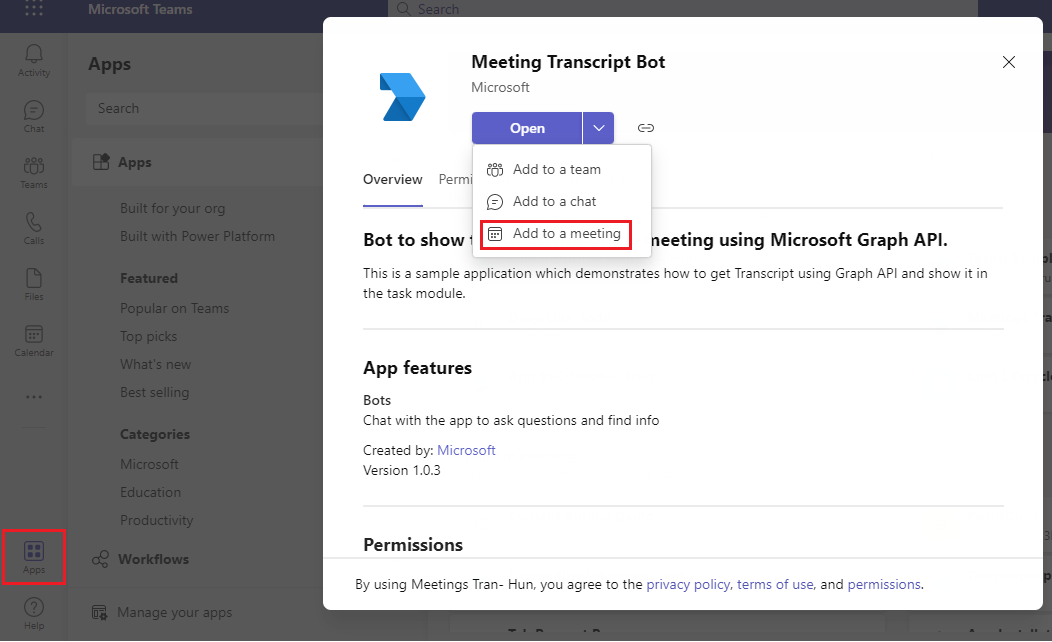 Microsoft Teams
Search
Activity
Chat
Teams
Calls
Files
Calendar
Apps
Help
Apps
Search
Apps
Built for your org
Built with Power Platform
Featured
Popular on Teams
Top picks
What's new
Best selling
Categories
Microsoft
Education
Productivity
Workflows
Manage your apps
Meeting Transcript Bot
Microsoft
Open
Add to a team
Add to a chat
Add to a meeting
Overview
Bot to show meeting using Microsoft Graph API.
This is a sample application which demonstrates how to get Transcript using Graph API and show it in
the task module.
App features
Bots
Chat with the app to ask questions and find info
Created by: Microsoft
Version 1.0.3
Permissions
By using Meetings Tran- Hun, you agree to the privacy policy, terms of use, and permissions.